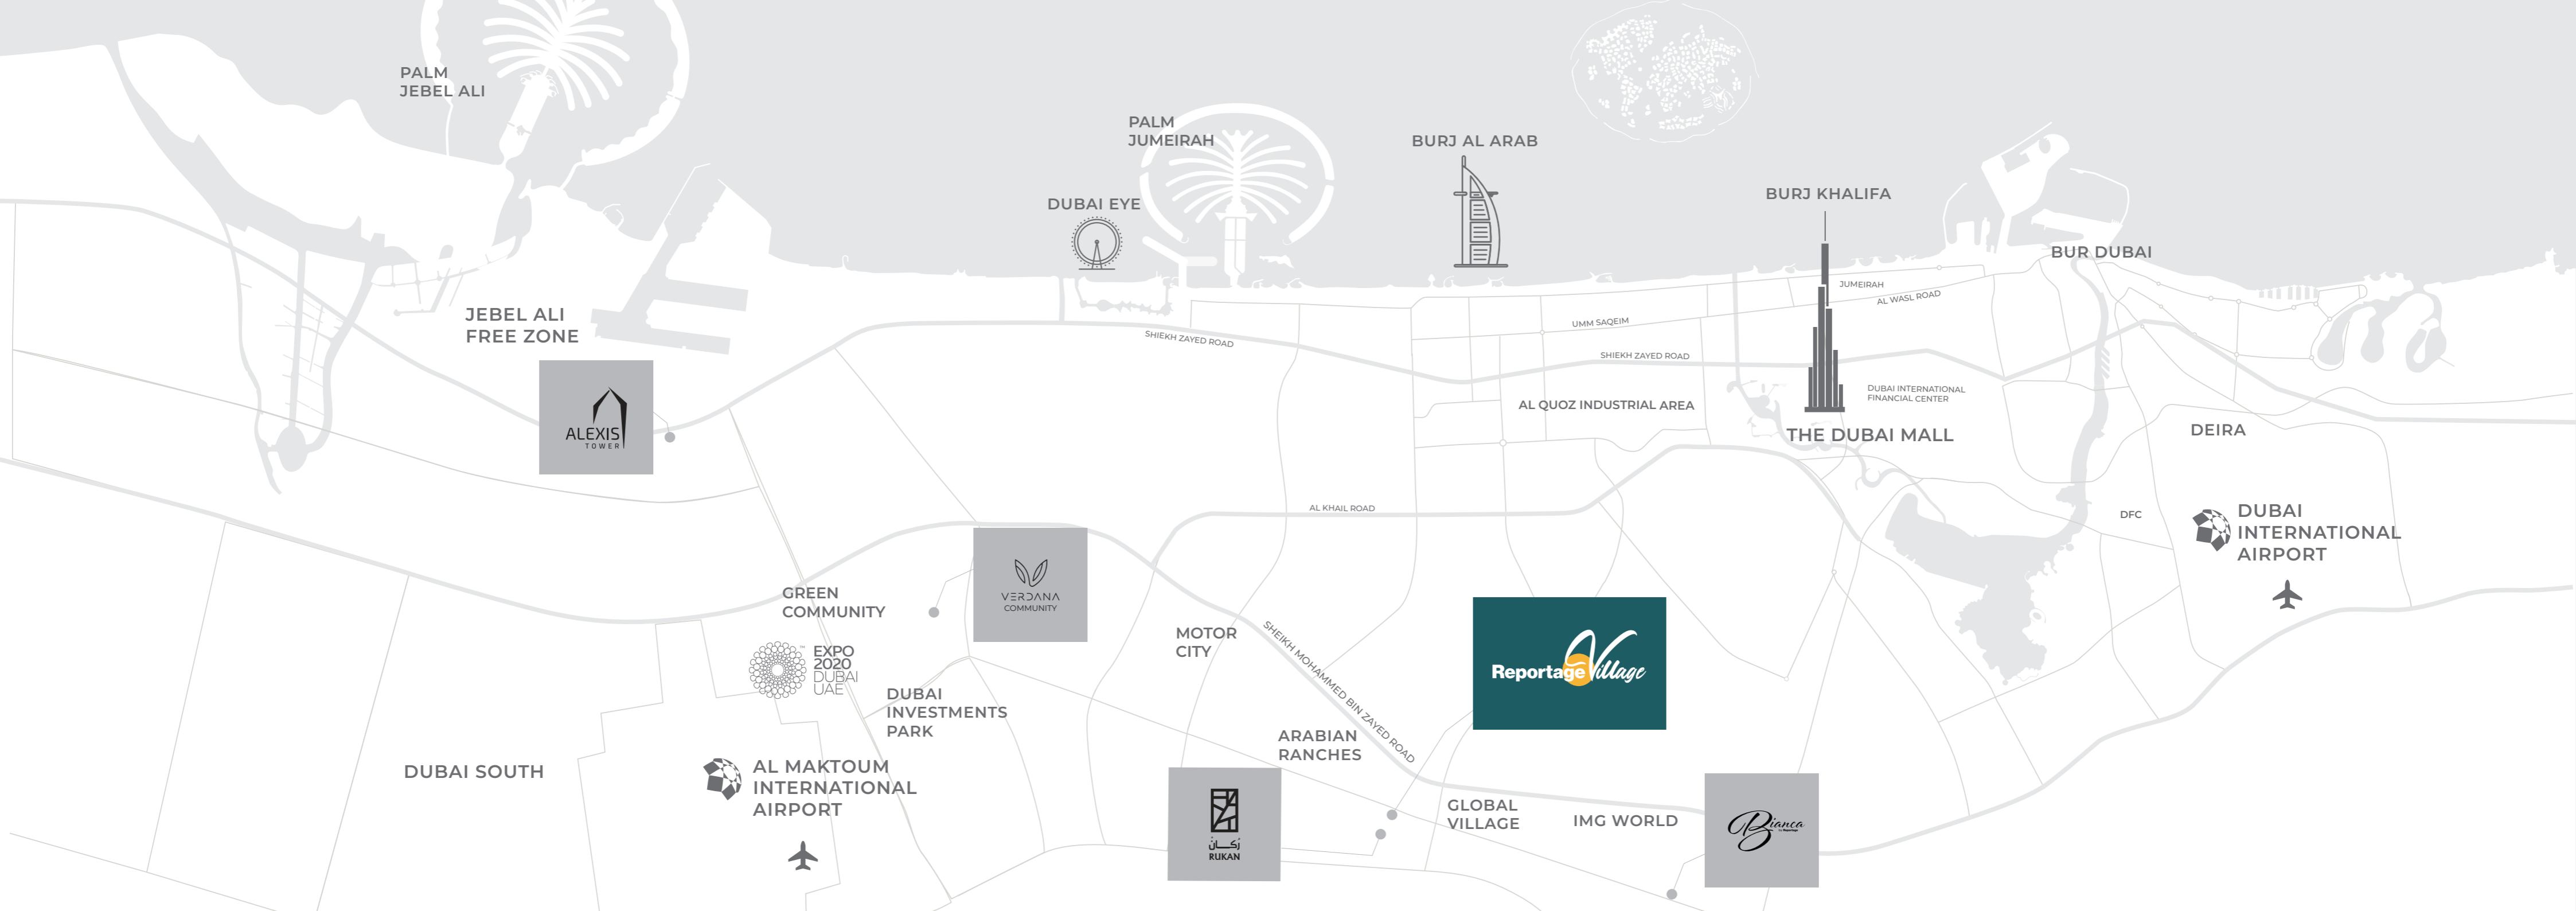 PALM
JEBEL ALI
PALM
JUMEIRAH
BURJ AL ARAB
DUBAI EYE
BURJ KHALIFA
BUR DUBAI
JUMEIRAH
AL WASL ROAD
JEBEL ALI
FREE ZONE
UMM SAQEIM
SHIEKH ZAYED ROAD
SHIEKH ZAYED ROAD
DUBAI INTERNATIONAL
FINANCIAL CENTER
ALEXIS
TOWER
AL QUOZ INDUSTRIAL AREA
THE DUBAI MALL
DEIRA
AL KHAIL ROAD
DFC
DUBAI
INTERNATIONAL
AIRPORT
VERDANA
COMMUNITY
GREEN
COMMUNITY
MOTOR
CITY
SHEIKH MOHAMMED BIN ZAYED ROAD
Reportage Village
EXPO
2020
DUBAI
UAE
™
DUBAI
INVESTMENTS
PARK
ARABIAN
RANCHES
DUBAI SOUTH
AL MAKTOUM
INTERNATIONAL
AIRPORT
GLOBAL
VILLAGE
IMG WORLD
ركان
RUKAN
Bianca